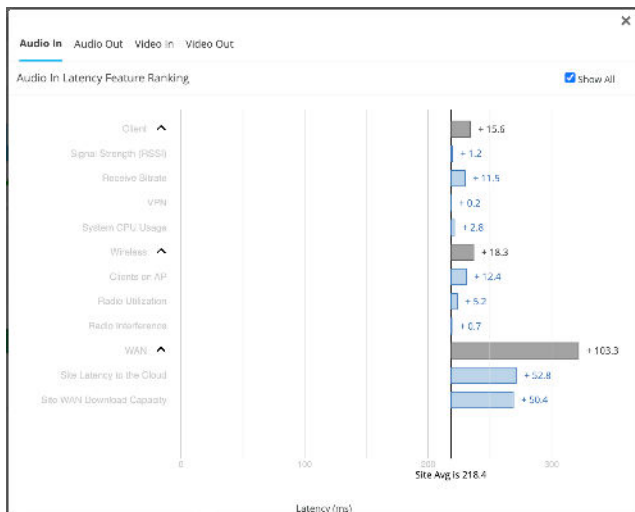 ×
Audio In Audio Out Video In Video Out
Audio In Latency Feature Ranking
Show All
Client + 15.6
Signal Strength (RSSI) + 1.2
Receive Bitrate + 11.5
VPN + 0.2
System CPU Usage + 2.8
Wireless + 18.3
Clients on AP + 12.4
Radio Utilization + 5.2
Radio Interference + 0.7
WAN + 103.3
Site Latency to the Cloud + 52.8
Site WAN Download Capacity + 50.4
0 100 200 300
Site Avg is 218.4
Latency (ms)